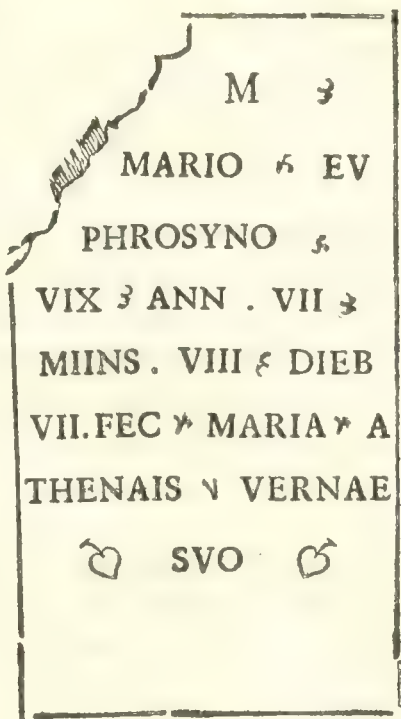 M
MARIO EV
PHROSYNO
VIX ANN . VII
MIINS . VIII DIEB
VII. FEC MARIA A
THENAIS VERNAE
SVO